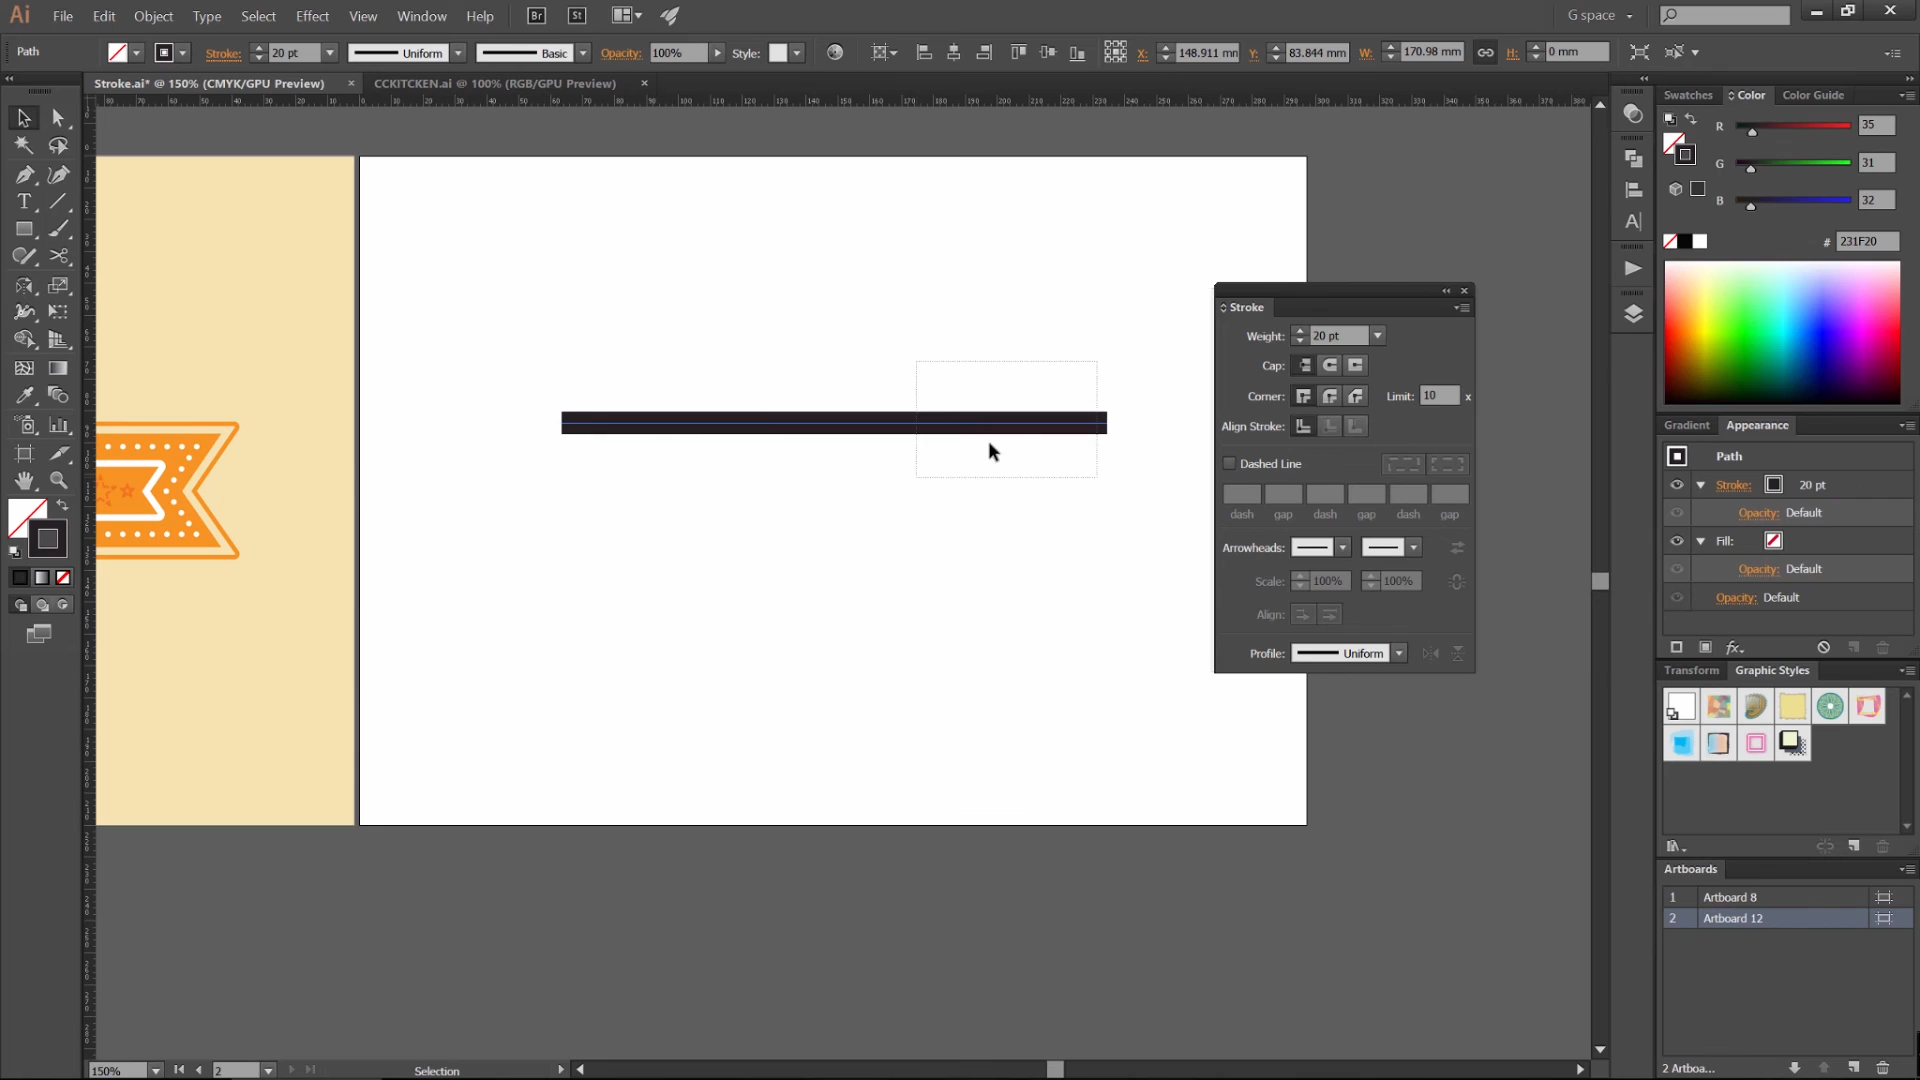 Ai File Edit Object Type Select Effect View Window Help Br St G space
Path Stroke: 20 pt Uniform Basic Opacity: 100% Style: X: 148.911 mm Y: 83.844 mm W: 170.98 mm H: 0 mm
Stroke.ai* @ 150% (CMYK/GPU Preview) × CCKITCKEN.ai @ 100% (RGB/GPU Preview) ×
Swatches Color Color Guide
R 35
G 31
B 32
# 231F20
Stroke
Weight: 20 pt
Cap:
Corner: Limit: 10 x
Align Stroke:
Dashed Line
dash gap dash gap dash gap
Arrowheads:
Scale: 100% 100%
Align:
Profile: Uniform
Gradient Appearance
Path
Stroke: 20 pt
Opacity: Default
Fill:
Opacity: Default
Opacity: Default
fx
Transform Graphic Styles
Artboards
1 Artboard 8
2 Artboard 12
2 Artboa...
150% 2 Selection